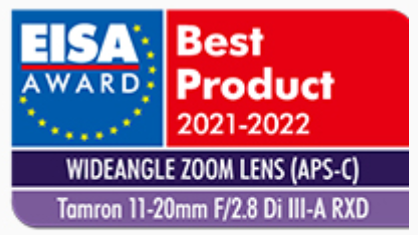 EISA
AWARD
Best
Product
2021-2022
WIDEANGLE ZOOM LENS (APS-C)
Tamron 11-20mm F/2.8 Di III-A RXD